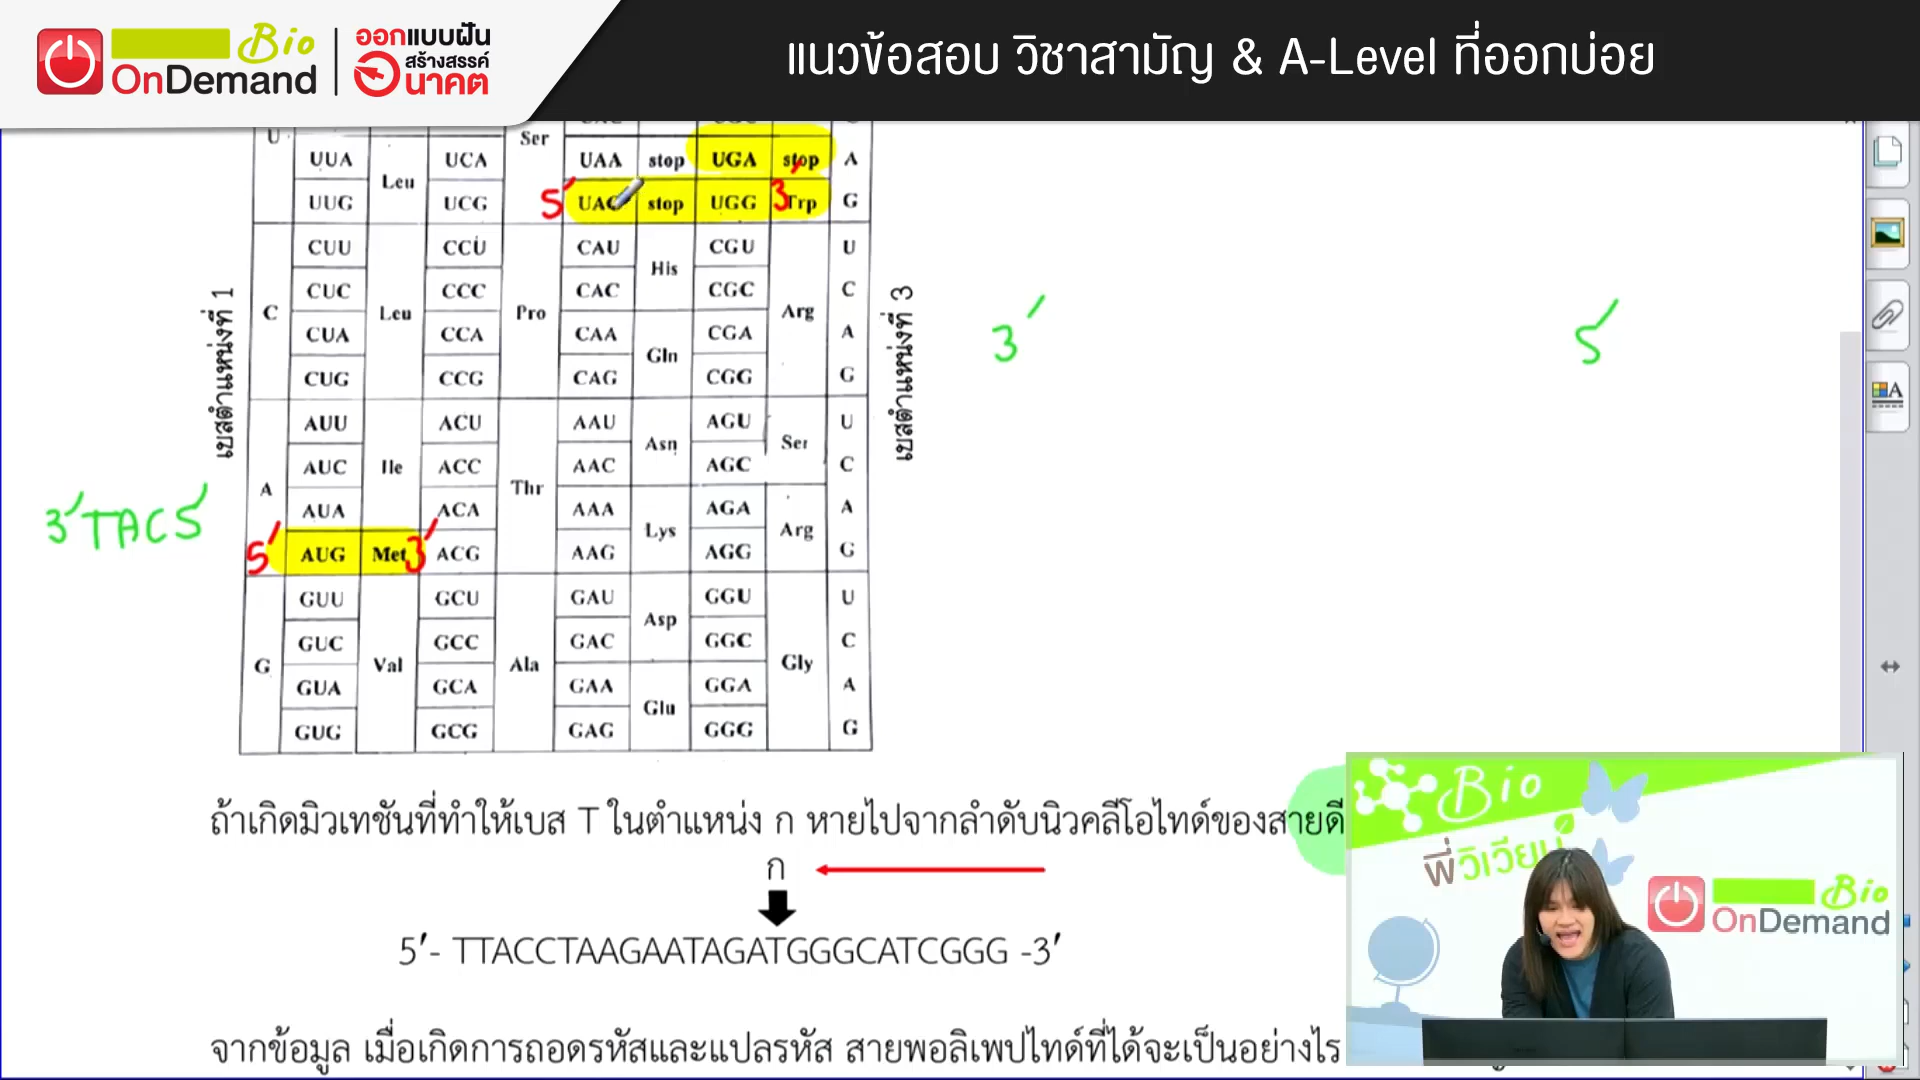 Bio
OnDemand
ออกแบบฝัน
สร้างสรรค์
อนาคต
แนวข้อสอบ วิชาสามัญ & A-Level ที่ออกบ่อย
U Ser
UUA Leu UCA UAA stop UGA stop A
UUG UCG 5′ UAG stop UGG 3′ Trp G
CUU CCU CAU His CGU U
C CUC Leu CCC Pro CAC CGC Arg C
CUA CCA CAA Gln CGA A
CUG CCG CAG CGG G
AUU ACU AAU Asn AGU Ser U
A AUC Ile ACC Thr AAC AGC C
AUA ACA AAA Lys AGA Arg A
5′ AUG Met 3′ ACG AAG AGG G
GUU GCU GAU Asp GGU U
G GUC Val GCC Ala GAC GGC Gly C
GUA GCA GAA Glu GGA A
GUG GCG GAG GGG G
เบสตำแหน่งที่ 1
เบสตำแหน่งที่ 3
3′ 5′
3′TAC5′
ถ้าเกิดมิวเทชันที่ทำให้เบส T ในตำแหน่ง ก หายไปจากลำดับนิวคลีโอไทด์ของสายดี
ก
5′- TTACCTAAGAATAGATGGGCATCGGG -3′
จากข้อมูล เมื่อเกิดการถอดรหัสและแปลรหัส สายพอลิเพปไทด์ที่ได้จะเป็นอย่างไร
Bio
พี่วิเวียน
Bio
OnDemand